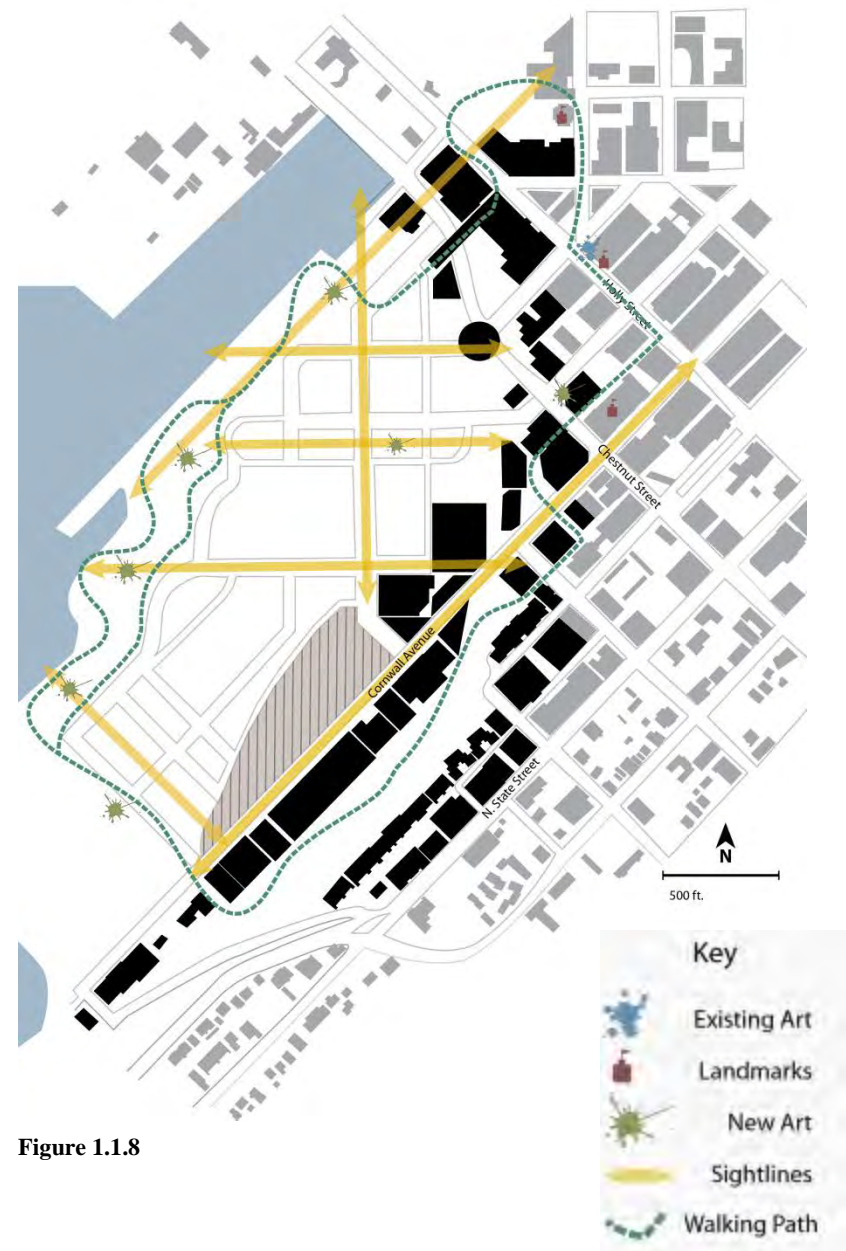 Holly Street
Chestnut Street
Cornwall Avenue
N. State Street
N
500 ft.
Key
Existing Art
Landmarks
New Art
Sightlines
Walking Path
Figure 1.1.8